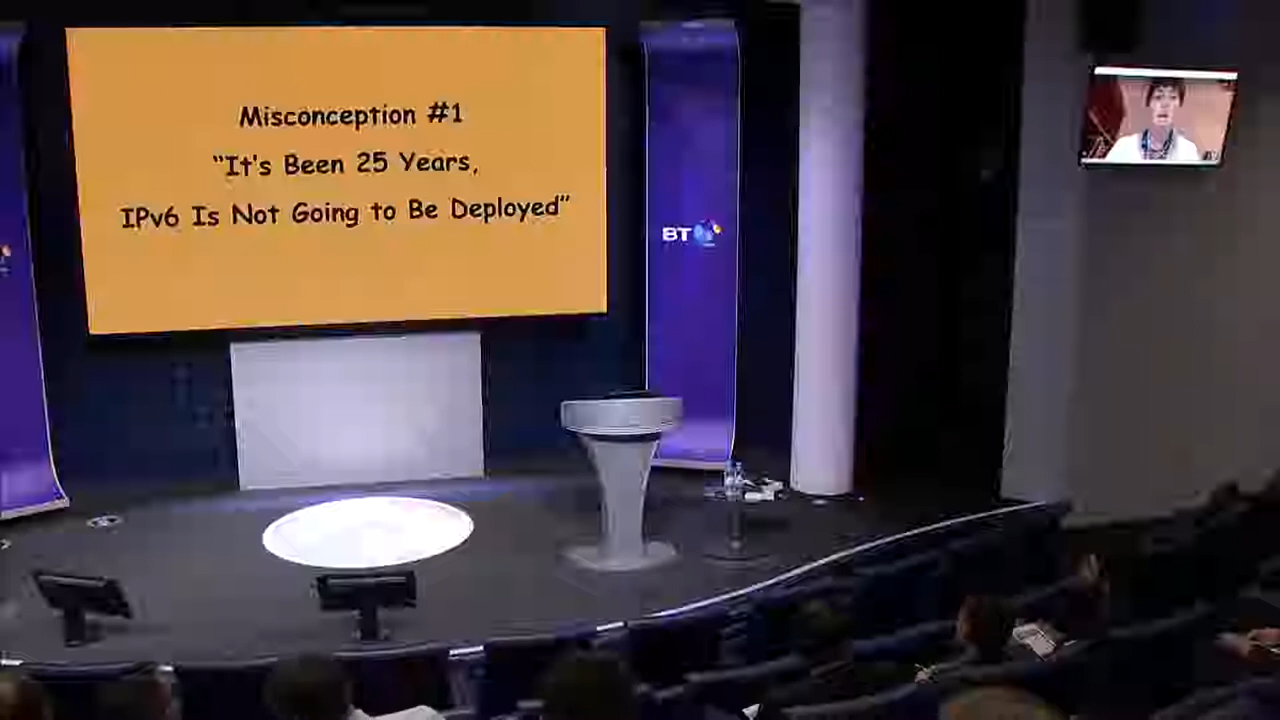 Misconception #1
“It's Been 25 Years,
IPv6 Is Not Going to Be Deployed”
BT